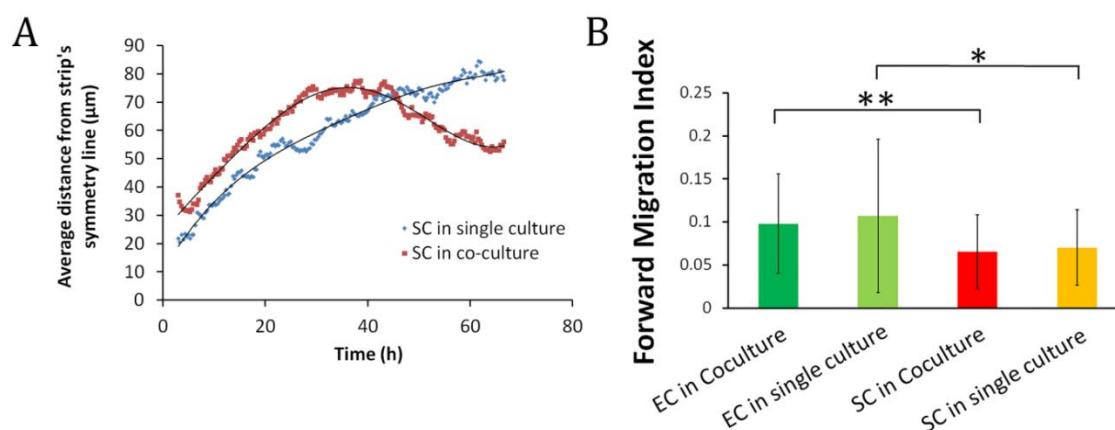 A
Average distance from strip's
symmetry line (μm)
90
80
70
60
50
40
30
20
10
0
0 20 40 60 80
Time (h)
SC in single culture
SC in co-culture
B
Forward Migration Index
*
**
0.25
0.2
0.15
0.1
0.05
0
EC in Coculture
EC in single culture
SC in Coculture
SC in single culture